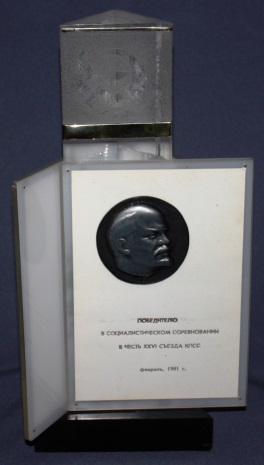 ПОБЕДИТЕЛЮ
В СОЦИАЛИСТИЧЕСКОМ СОРЕВНОВАНИИ
В ЧЕСТЬ XXVI СЪЕЗДА КПСС
февраль, 1981 г.